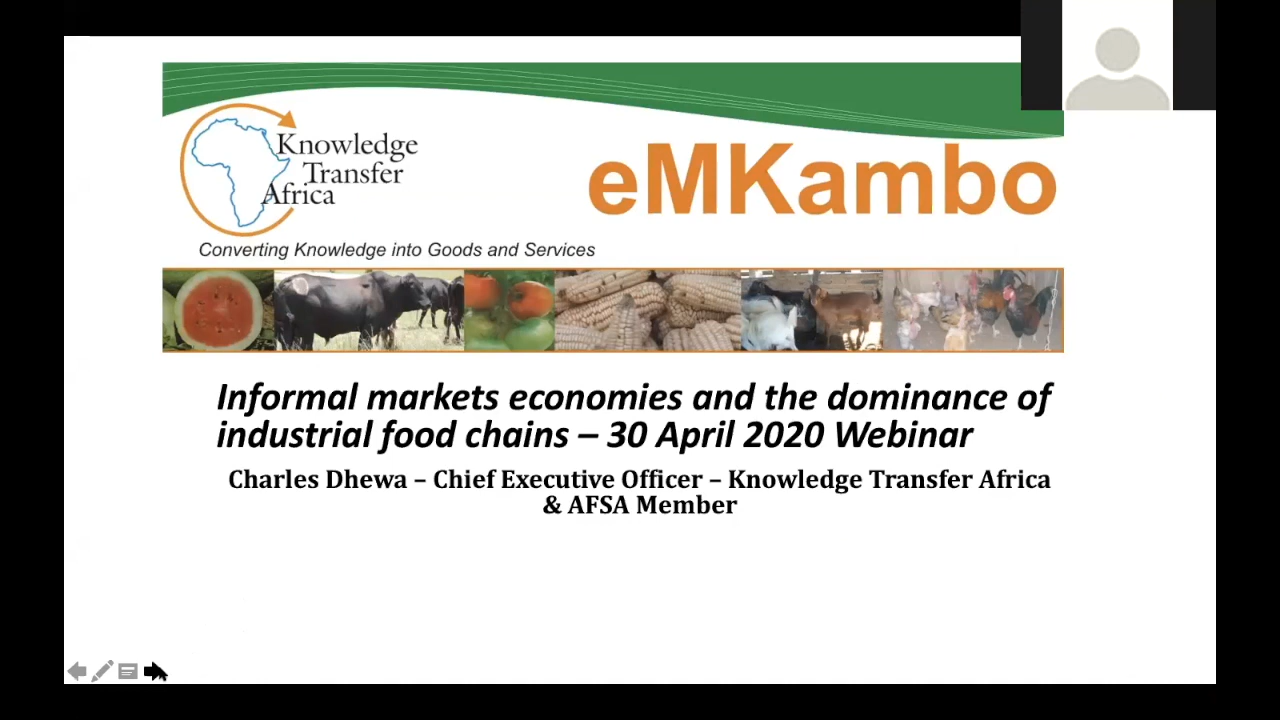 Knowledge
Transfer
Africa
eMKambo
Converting Knowledge into Goods and Services
Informal markets economies and the dominance of
industrial food chains – 30 April 2020 Webinar
Charles Dhewa – Chief Executive Officer – Knowledge Transfer Africa
& AFSA Member